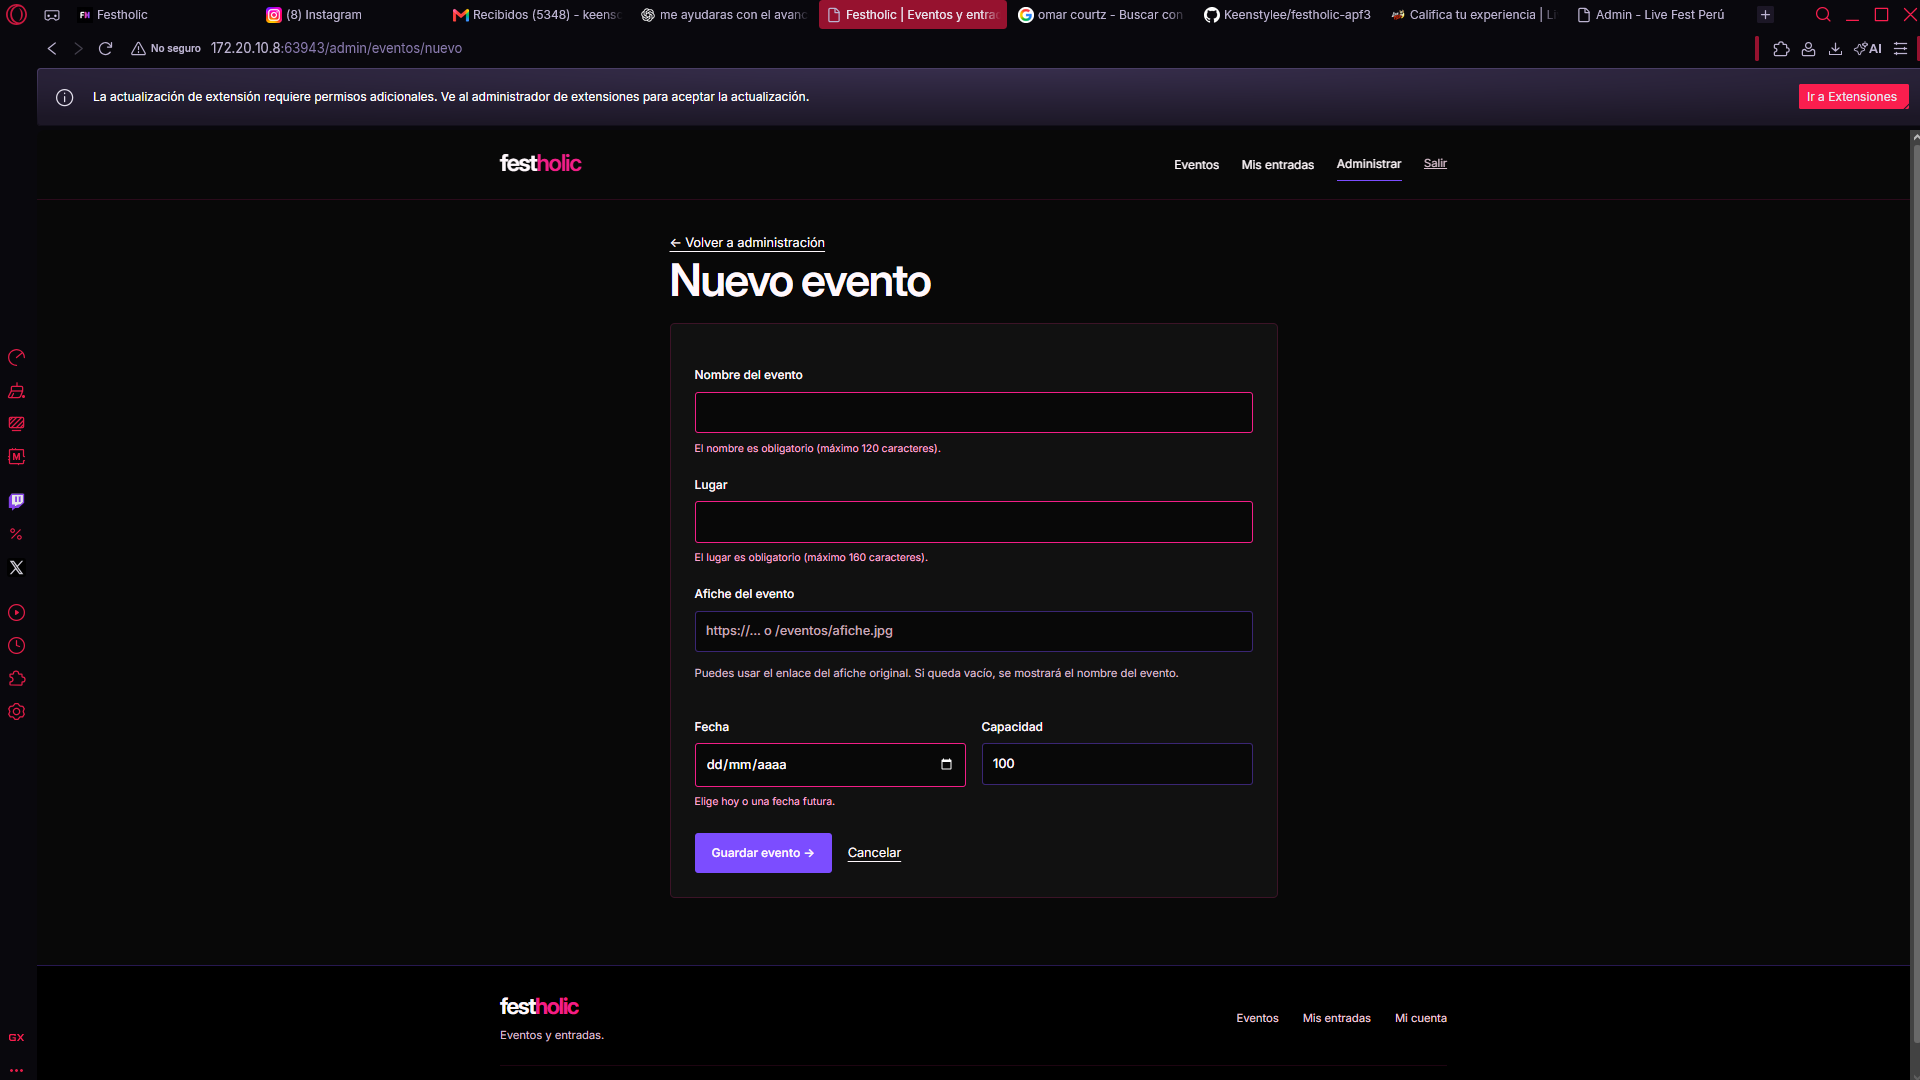 Festholic
(8) Instagram
Recibidos (5348) - keensc
me ayudaras con el avanc
Festholic | Eventos y entra
omar courtz - Buscar con
Keenstylee/festholic-apf3
Califica tu experiencia | Li
Admin - Live Fest Perú
No seguro 172.20.10.8:63943/admin/eventos/nuevo
AI
La actualización de extensión requiere permisos adicionales. Ve al administrador de extensiones para aceptar la actualización.
Ir a Extensiones
festholic
Eventos
Mis entradas
Administrar
Salir
← Volver a administración
Nuevo evento
Nombre del evento
El nombre es obligatorio (máximo 120 caracteres).
Lugar
El lugar es obligatorio (máximo 160 caracteres).
Afiche del evento
https://... o /eventos/afiche.jpg
Puedes usar el enlace del afiche original. Si queda vacío, se mostrará el nombre del evento.
Fecha
Capacidad
dd/mm/aaaa
100
Elige hoy o una fecha futura.
Guardar evento →
Cancelar
festholic
Eventos y entradas.
Eventos
Mis entradas
Mi cuenta
GX